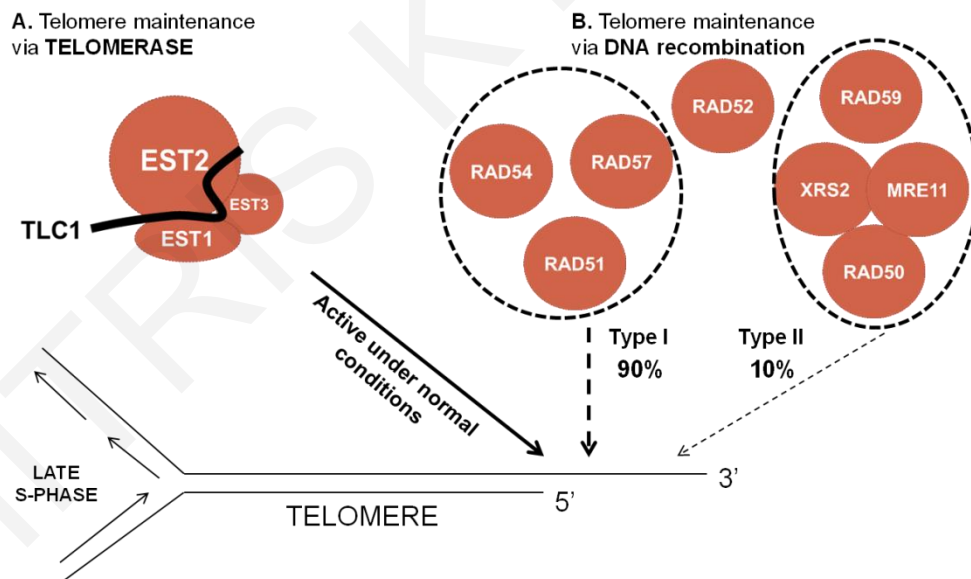 A. Telomere maintenance
via TELOMERASE
B. Telomere maintenance
via DNA recombination
EST2
EST3
TLC1
EST1
RAD52
RAD59
RAD54
RAD57
XRS2
MRE11
RAD51
RAD50
Active under normal
conditions
Type I
90%
Type II
10%
LATE
S-PHASE
3’
5’
TELOMERE